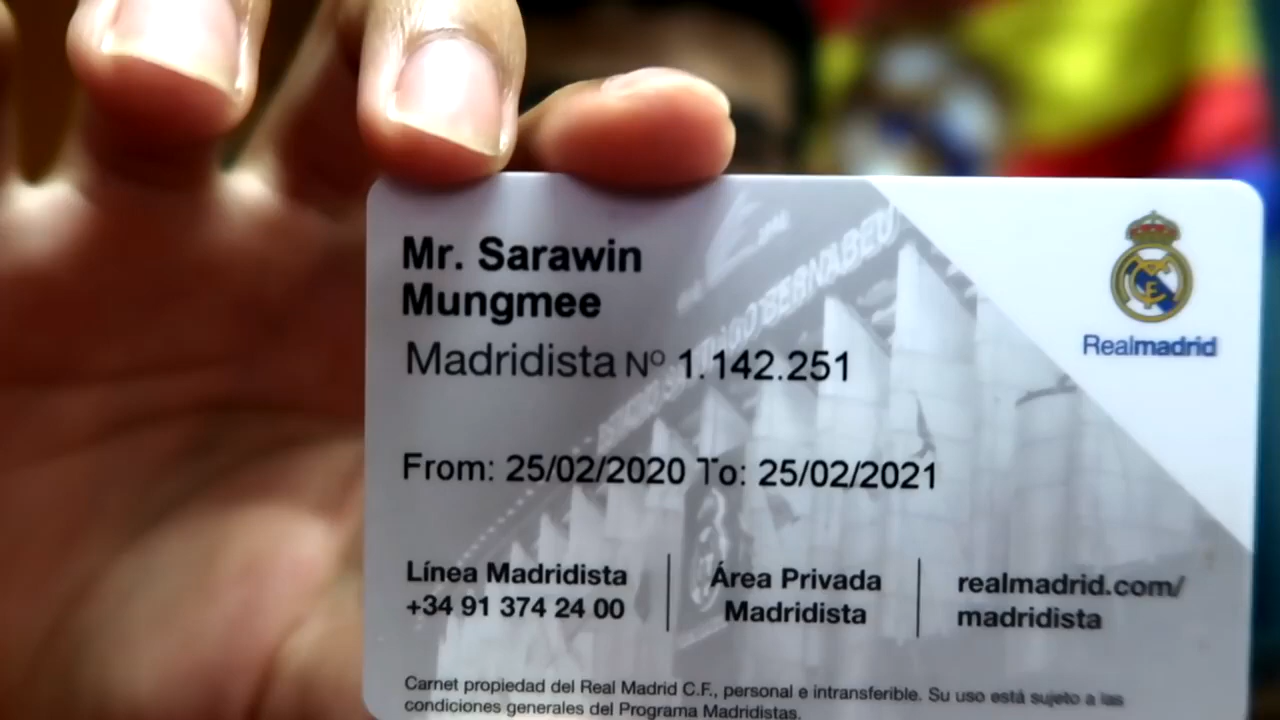 Mr. Sarawin
Mungmee
Madridista Nº 1.142.251
From: 25/02/2020 To: 25/02/2021
Línea Madridista
+34 91 374 24 00
Área Privada
Madridista
realmadrid.com/
madridista
Carnet propiedad del Real Madrid C.F., personal e intransferible. Su uso está sujeto a las
condiciones generales del Programa Madridistas.
Realmadrid
BERNABEU